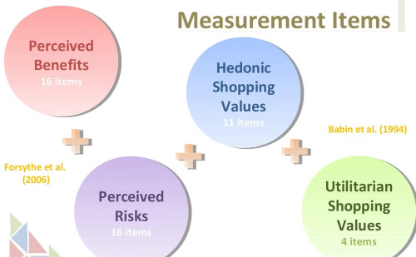 Measurement Items
Perceived
Benefits
16 items
Hedonic
Shopping
Values
11 items
Babin et al. (1994)
Forsythe et al.
(2006)
Perceived
Risks
16 items
Utilitarian
Shopping
Values
4 items